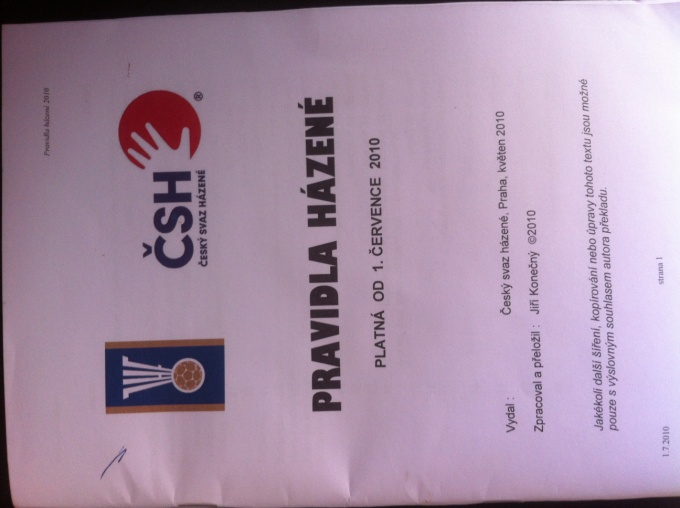 Pravidla házené 2010
IHF
ČSH®
ČESKÝ SVAZ HÁZENÉ
PRAVIDLA HÁZENÉ
PLATNÁ OD 1. ČERVENCE 2010
Vydal : Český svaz házené, Praha, květen 2010
Zpracoval a přeložil : Jiří Konečný ©2010
Jakékoli další šíření, kopírování nebo úpravy tohoto textu jsou možné
pouze s výslovným souhlasem autora překladu.
1.7.2010 strana 1